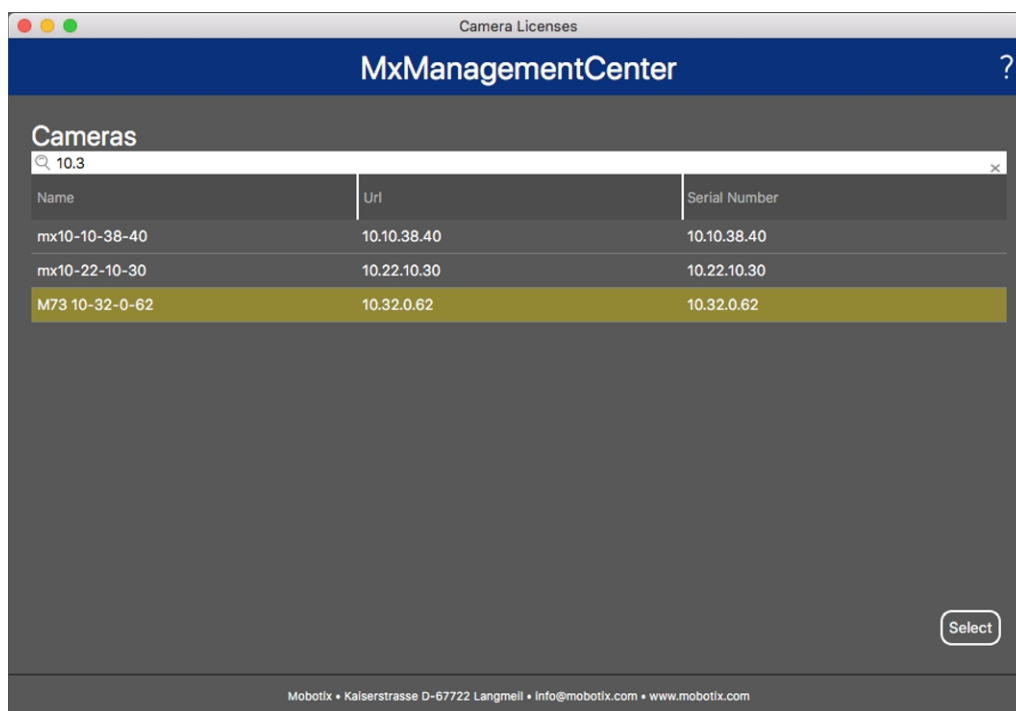 Camera Licenses
MxManagementCenter ?
Cameras
10.3 ×
Name Url Serial Number
mx10-10-38-40 10.10.38.40 10.10.38.40
mx10-22-10-30 10.22.10.30 10.22.10.30
M73 10-32-0-62 10.32.0.62 10.32.0.62
Select
Mobotix • Kaiserstrasse D-67722 Langmeil • info@mobotix.com • www.mobotix.com